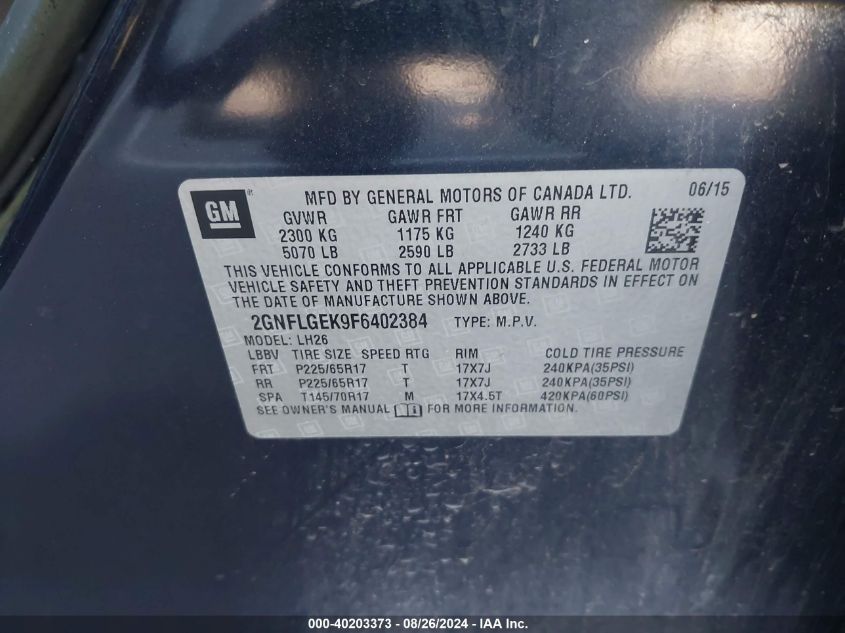 GM
MFD BY GENERAL MOTORS OF CANADA LTD. 06/15
GVWR GAWR FRT GAWR RR
2300 KG 1175 KG 1240 KG
5070 LB 2590 LB 2733 LB
THIS VEHICLE CONFORMS TO ALL APPLICABLE U.S. FEDERAL MOTOR
VEHICLE SAFETY AND THEFT PREVENTION STANDARDS IN EFFECT ON
THE DATE OF MANUFACTURE SHOWN ABOVE.
2GNFLGEK9F6402384 TYPE: M.P.V.
MODEL: LH26
LBBV TIRE SIZE SPEED RTG RIM COLD TIRE PRESSURE
FRT P225/65R17 T 17X7J 240KPA(35PSI)
RR P225/65R17 T 17X7J 240KPA(35PSI)
SPA T145/70R17 M 17X4.5T 420KPA(60PSI)
SEE OWNER'S MANUAL FOR MORE INFORMATION.
000-40203373 - 08/26/2024 - IAA Inc.